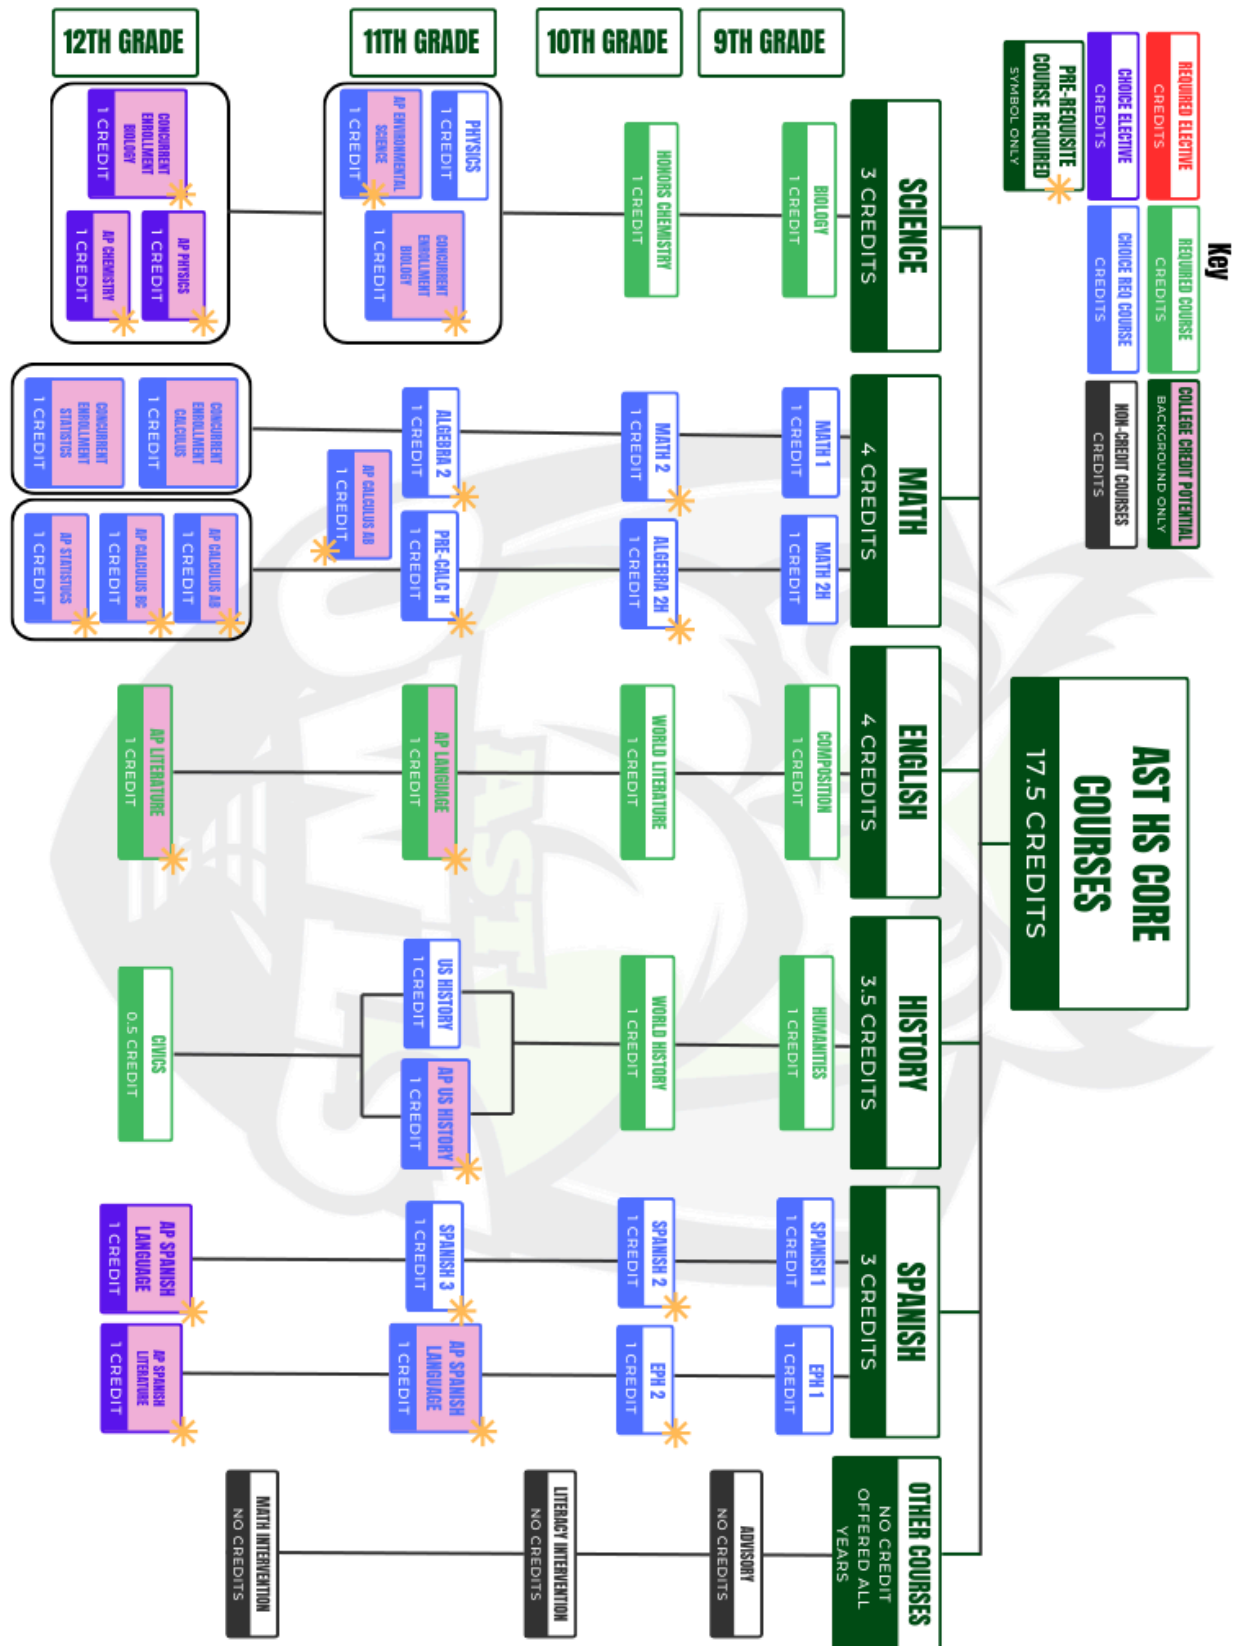 Key
REQUIRED ELECTIVE
CREDITS
REQUIRED COURSE
CREDITS
COLLEGE CREDIT POTENTIAL
BACKGROUND ONLY
CHOICE ELECTIVE
CREDITS
CHOICE REQ COURSE
CREDITS
NON-CREDIT COURSES
CREDITS
PRE-REQUISITE
COURSE REQUIRED
SYMBOL ONLY
AST HS CORE
COURSES
17.5 CREDITS
SCIENCE
3 CREDITS
MATH
4 CREDITS
ENGLISH
4 CREDITS
HISTORY
3.5 CREDITS
SPANISH
3 CREDITS
OTHER COURSES
NO CREDIT
OFFERED ALL
YEARS
9TH GRADE
BIOLOGY
1 CREDIT
MATH 1
1 CREDIT
MATH 2H
1 CREDIT
COMPOSITION
1 CREDIT
HUMANITIES
1 CREDIT
SPANISH 1
1 CREDIT
EPH 1
1 CREDIT
ADVISORY
NO CREDITS
10TH GRADE
HONORS CHEMISTRY
1 CREDIT
MATH 2
1 CREDIT
ALGEBRA 2H
1 CREDIT
WORLD LITERATURE
1 CREDIT
WORLD HISTORY
1 CREDIT
SPANISH 2
1 CREDIT
EPH 2
1 CREDIT
LITERACY INTERVENTION
NO CREDITS
11TH GRADE
PHYSICS
1 CREDIT
AP ENVIRONMENTAL
SCIENCE
1 CREDIT
CONCURRENT
ENROLLMENT
BIOLOGY
1 CREDIT
ALGEBRA 2
1 CREDIT
PRE-CALC H
1 CREDIT
AP CALCULUS AB
1 CREDIT
AP LANGUAGE
1 CREDIT
US HISTORY
1 CREDIT
AP US HISTORY
1 CREDIT
SPANISH 3
1 CREDIT
AP SPANISH
LANGUAGE
1 CREDIT
MATH INTERVENTION
NO CREDITS
12TH GRADE
CONCURRENT
ENROLLMENT
BIOLOGY
1 CREDIT
AP PHYSICS
1 CREDIT
AP CHEMISTRY
1 CREDIT
CONCURRENT
ENROLLMENT
CALCULUS
1 CREDIT
CONCURRENT
ENROLLMENT
STATISTICS
1 CREDIT
AP CALCULUS AB
1 CREDIT
AP CALCULUS BC
1 CREDIT
AP STATISTUCS
1 CREDIT
AP LITERATURE
1 CREDIT
CIVICS
0.5 CREDIT
AP SPANISH
LANGUAGE
1 CREDIT
AP SPANISH
LITERATURE
1 CREDIT
AST
OWLS